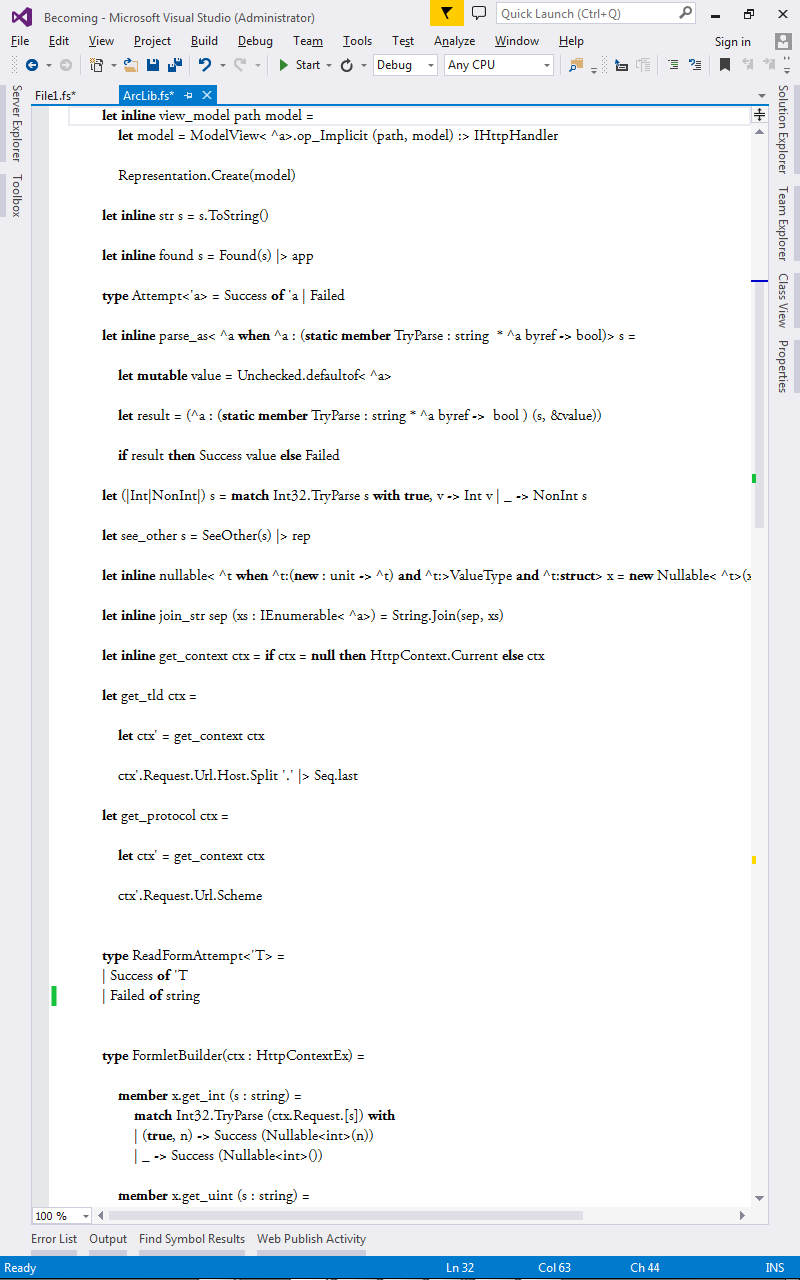 Becoming - Microsoft Visual Studio (Administrator)
Quick Launch (Ctrl+Q)
File Edit View Project Build Debug Team Tools Test Analyze Window Help Sign in
Start Debug Any CPU
File1.fs* ArcLib.fs*
Server Explorer
Toolbox
Solution Explorer
Team Explorer
Class View
Properties
let inline view_model path model =
let model = ModelView< ^a>.op_Implicit (path, model) :> IHttpHandler
Representation.Create(model)
let inline str s = s.ToString()
let inline found s = Found(s) |> app
type Attempt<'a> = Success of 'a | Failed
let inline parse_as< ^a when ^a : (static member TryParse : string * ^a byref -> bool)> s =
let mutable value = Unchecked.defaultof< ^a>
let result = (^a : (static member TryParse : string * ^a byref -> bool ) (s, &value))
if result then Success value else Failed
let (|Int|NonInt|) s = match Int32.TryParse s with true, v -> Int v | _ -> NonInt s
let see_other s = SeeOther(s) |> rep
let inline nullable< ^t when ^t:(new : unit -> ^t) and ^t:>ValueType and ^t:struct> x = new Nullable< ^t>(x
let inline join_str sep (xs : IEnumerable< ^a>) = String.Join(sep, xs)
let inline get_context ctx = if ctx = null then HttpContext.Current else ctx
let get_tld ctx =
let ctx' = get_context ctx
ctx'.Request.Url.Host.Split '.' |> Seq.last
let get_protocol ctx =
let ctx' = get_context ctx
ctx'.Request.Url.Scheme
type ReadFormAttempt<'T> =
| Success of 'T
| Failed of string
type FormletBuilder(ctx : HttpContextEx) =
member x.get_int (s : string) =
match Int32.TryParse (ctx.Request.[s]) with
| (true, n) -> Success (Nullable<int>(n))
| _ -> Success (Nullable<int>())
member x.get_uint (s : string) =
100 %
Error List Output Find Symbol Results Web Publish Activity
Ready Ln 32 Col 63 Ch 44 INS